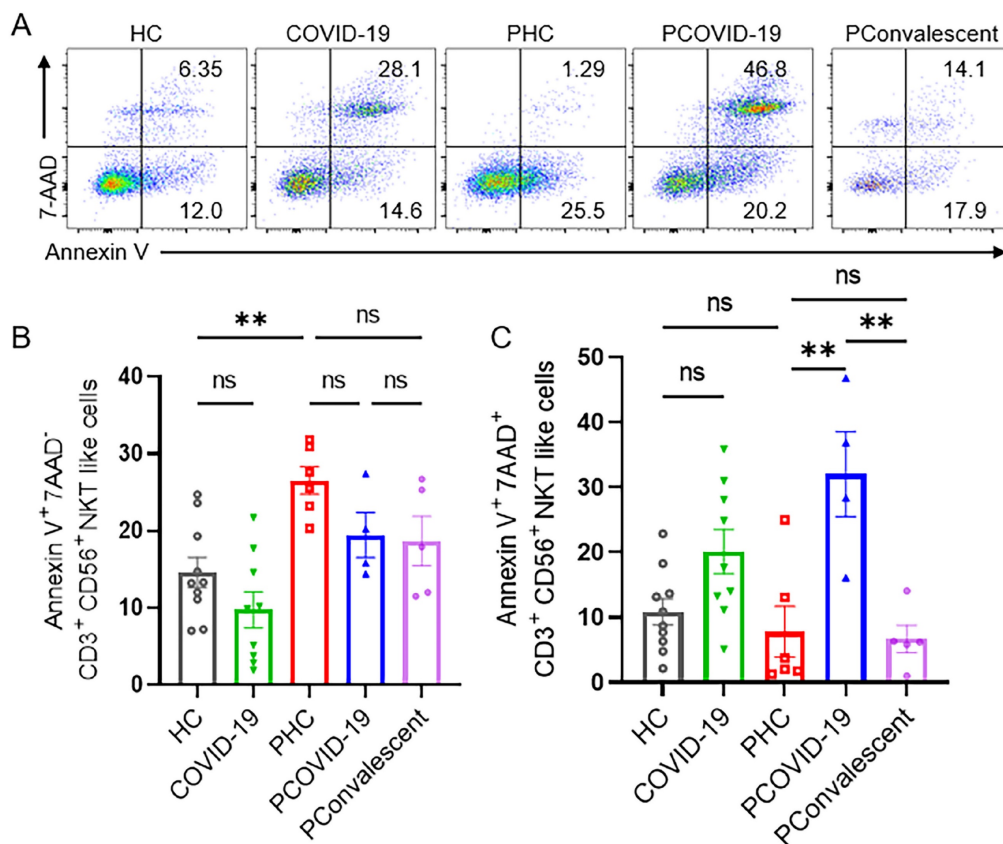 A
HC
COVID-19
PHC
PCOVID-19
PConvalescent
6.35
28.1
1.29
46.8
14.1
7-AAD
12.0
14.6
25.5
20.2
17.9
Annexin V
B
**
ns
ns
ns
ns
Annexin V+ 7AAD-
CD3+ CD56+ NKT like cells
40
30
20
10
0
HC
COVID-19
PHC
PCOVID-19
PConvalescent
C
ns
ns
**
**
ns
Annexin V+ 7AAD+
CD3+ CD56+ NKT like cells
50
40
30
20
10
0
HC
COVID-19
PHC
PCOVID-19
PConvalescent